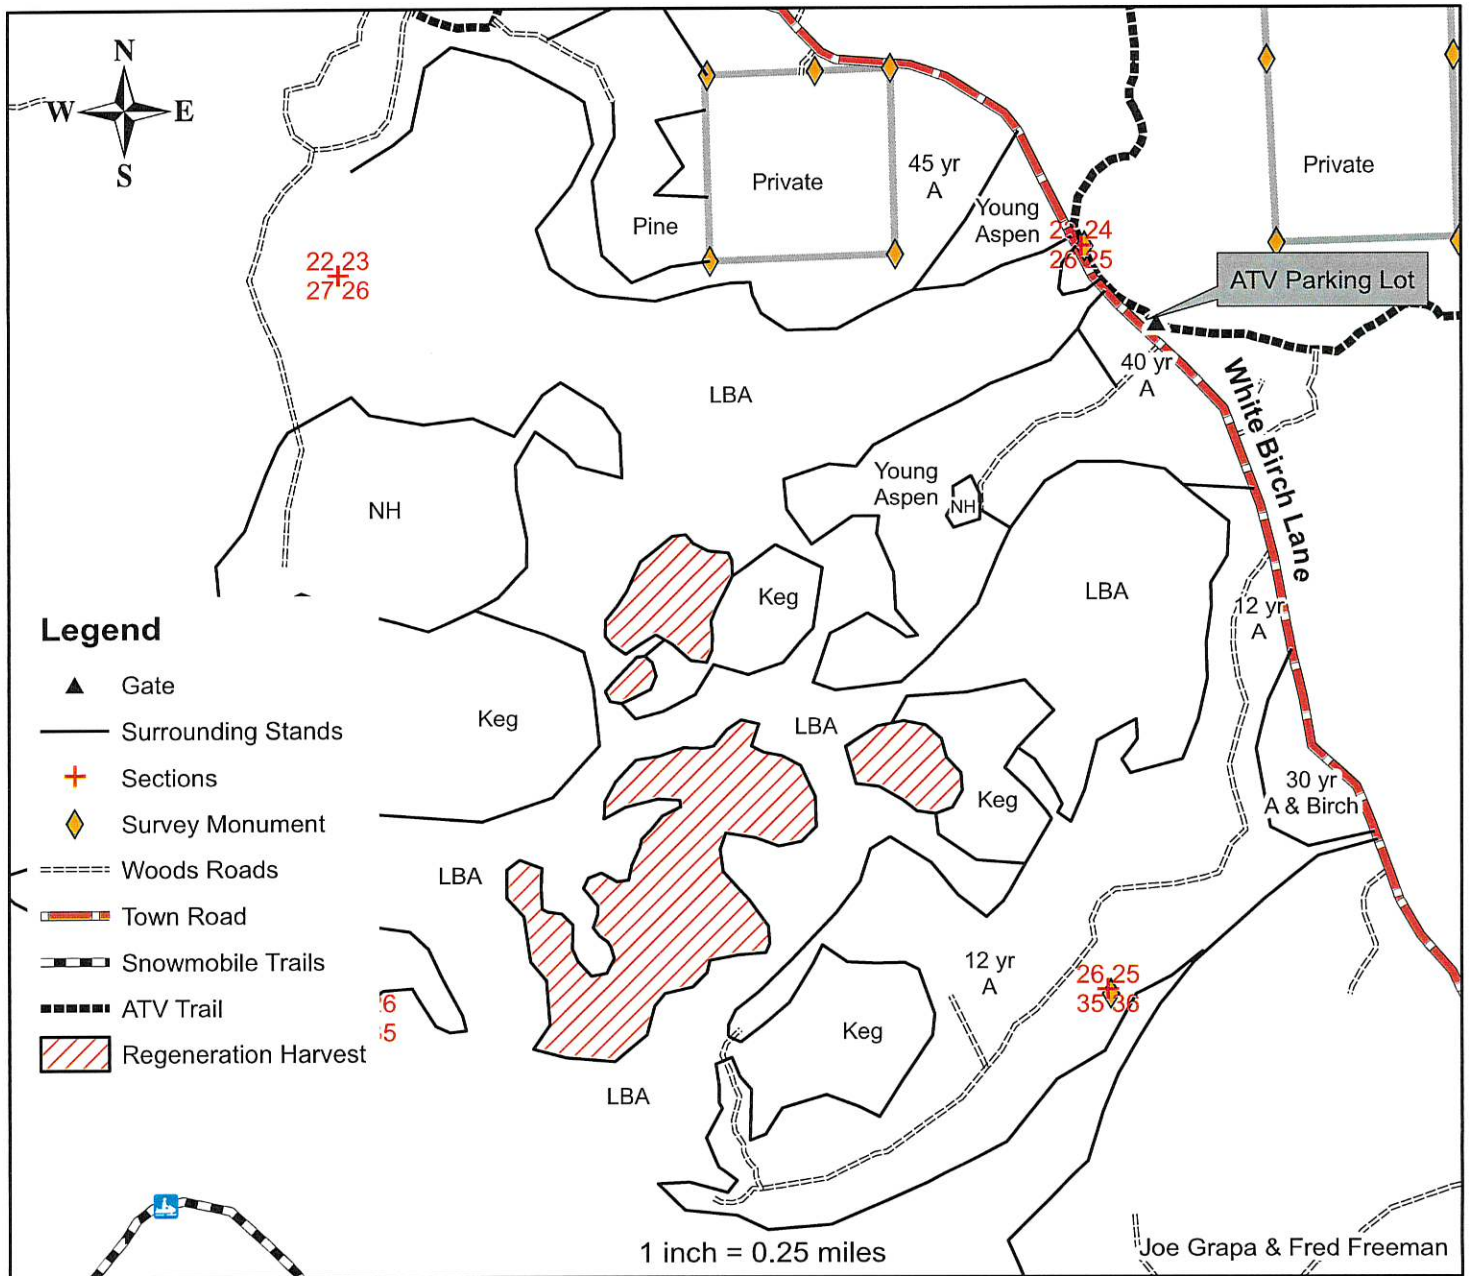 N
W E
S
45 yr
A
Private
Private
Young
Aspen
Pine
23 24
26 25
22 23
27 26
ATV Parking Lot
40 yr
A
LBA
White Birch Lane
Young
Aspen
NH
NH
LBA
Keg
12 yr
A
Legend
Gate
Surrounding Stands
Sections
Survey Monument
Woods Roads
Town Road
Snowmobile Trails
ATV Trail
Regeneration Harvest
Keg
LBA
30 yr
A & Birch
Keg
LBA
12 yr
A
26 25
35 36
Keg
LBA
1 inch = 0.25 miles
Joe Grapa & Fred Freeman